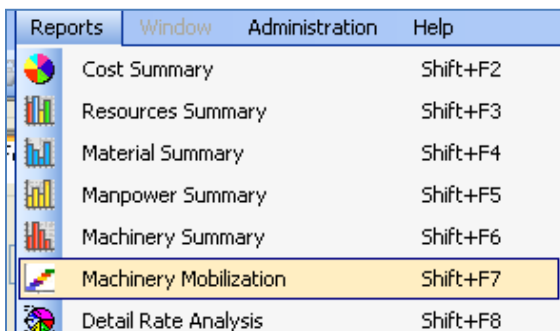 Reports Window Administration Help
Cost Summary Shift+F2
Resources Summary Shift+F3
Material Summary Shift+F4
Manpower Summary Shift+F5
Machinery Summary Shift+F6
Machinery Mobilization Shift+F7
Detail Rate Analysis Shift+F8